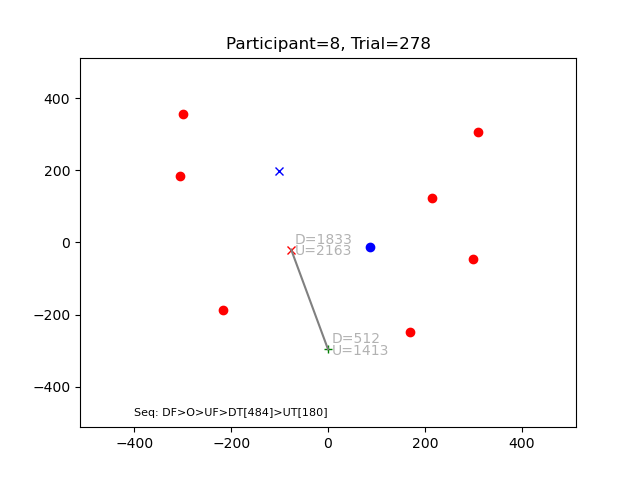 Participant=8, Trial=278
400
200
0
−200
−400
D=1833
U=2163
D=512
U=1413
Seq: DF>O>UF>DT[484]>UT[180]
−400 −200 0 200 400